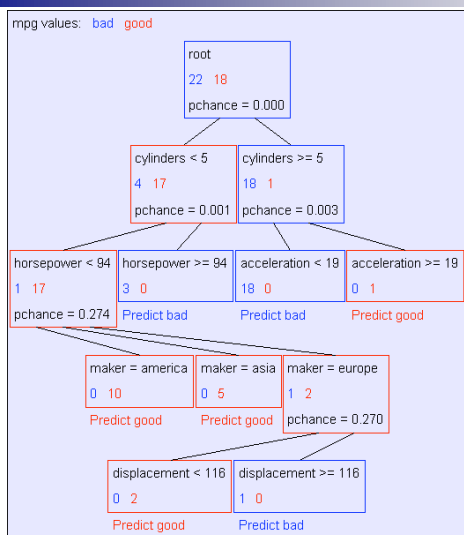 mpg values: bad good
root
22 18
pchance = 0.000
cylinders < 5
4 17
pchance = 0.001
cylinders >= 5
18 1
pchance = 0.003
horsepower < 94
1 17
pchance = 0.274
horsepower >= 94
3 0
Predict bad
acceleration < 19
18 0
Predict bad
acceleration >= 19
0 1
Predict good
maker = america
0 10
Predict good
maker = asia
0 5
Predict good
maker = europe
1 2
pchance = 0.270
displacement < 116
0 2
Predict good
displacement >= 116
1 0
Predict bad